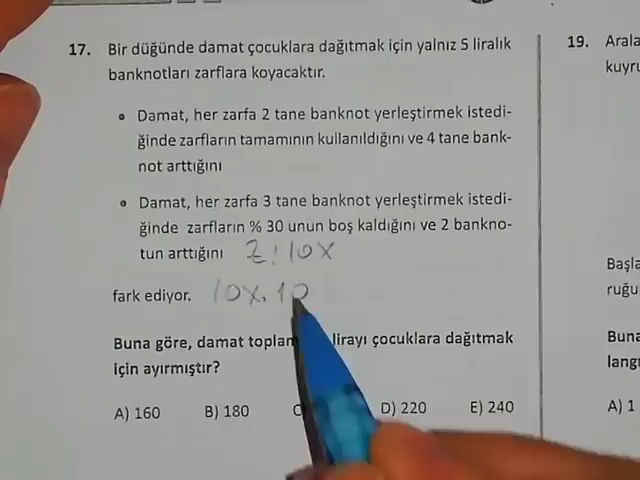 17. Bir düğünde damat çocuklara dağıtmak için yalnız 5 liralık
banknotları zarflara koyacaktır.
• Damat, her zarfa 2 tane banknot yerleştirmek istedi-
ğinde zarfların tamamının kullanıldığını ve 4 tane bank-
not arttığını
• Damat, her zarfa 3 tane banknot yerleştirmek istedi-
ğinde zarfların % 30 unun boş kaldığını ve 2 bankno-
tun arttığını Z: 10x
fark ediyor. 10x.10
Buna göre, damat toplam lirayı çocuklara dağıtmak
için ayırmıştır?
A) 160 B) 180 C) D) 220 E) 240
19. Arala
kuyru
Başla
ruğu
Buna
A) 1